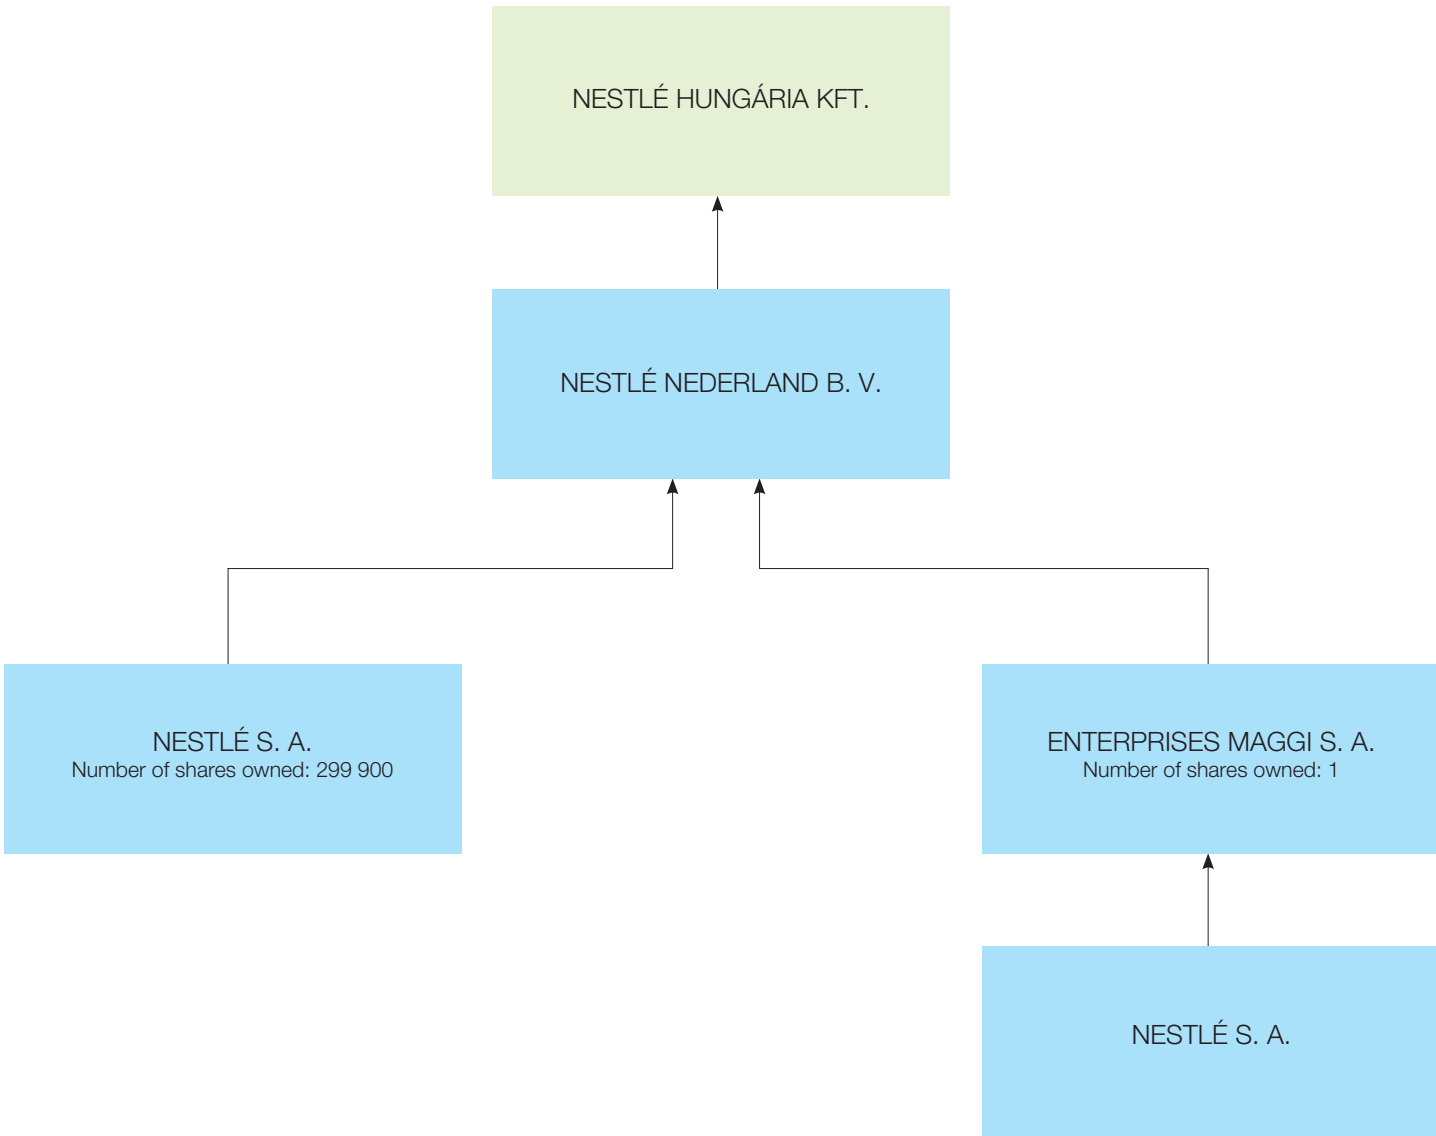 NESTLÉ HUNGÁRIA KFT.
NESTLÉ NEDERLAND B. V.
NESTLÉ S. A.
Number of shares owned: 299 900
ENTERPRISES MAGGI S. A.
Number of shares owned: 1
NESTLÉ S. A.